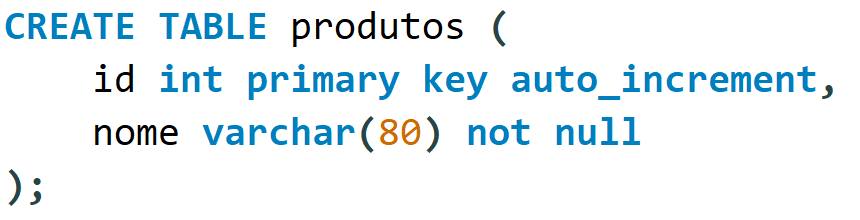 CREATE TABLE produtos (
id int primary key auto_increment,
nome varchar(80) not null
);